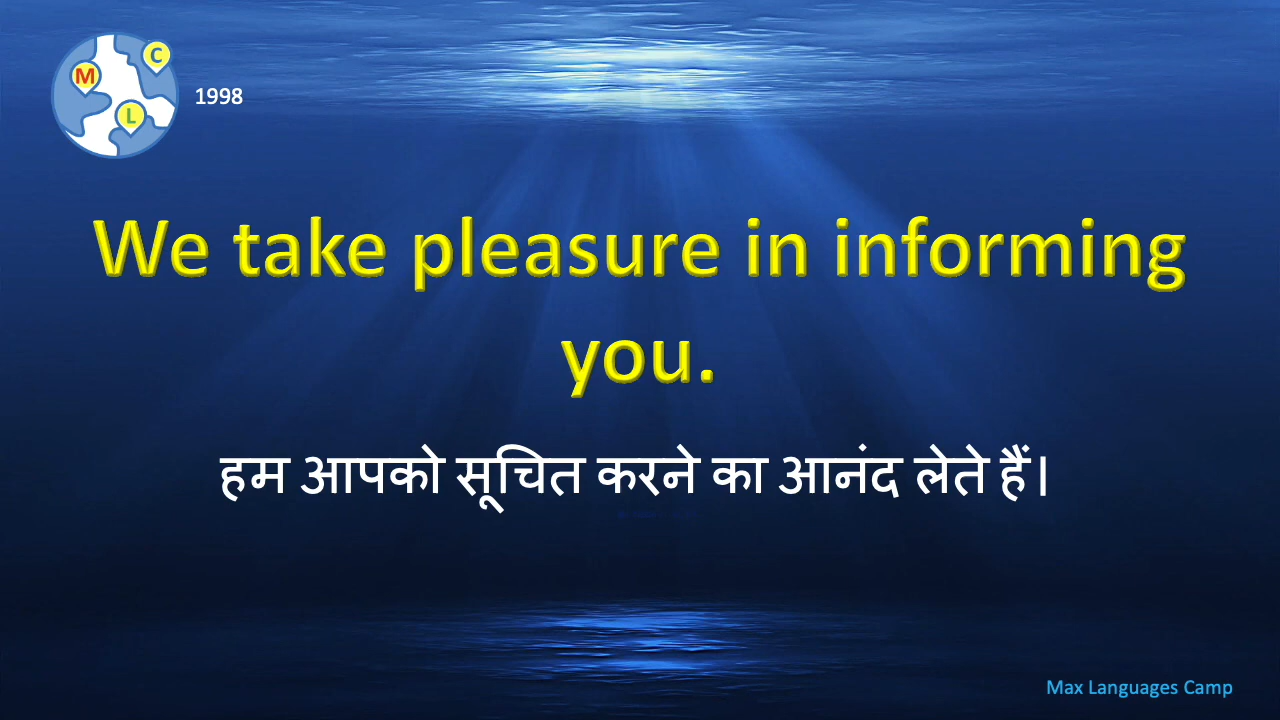 C
M
L
1998
We take pleasure in informing
you.
हम आपको सूचित करने का आनंद लेते हैं।
Max Languages Camp